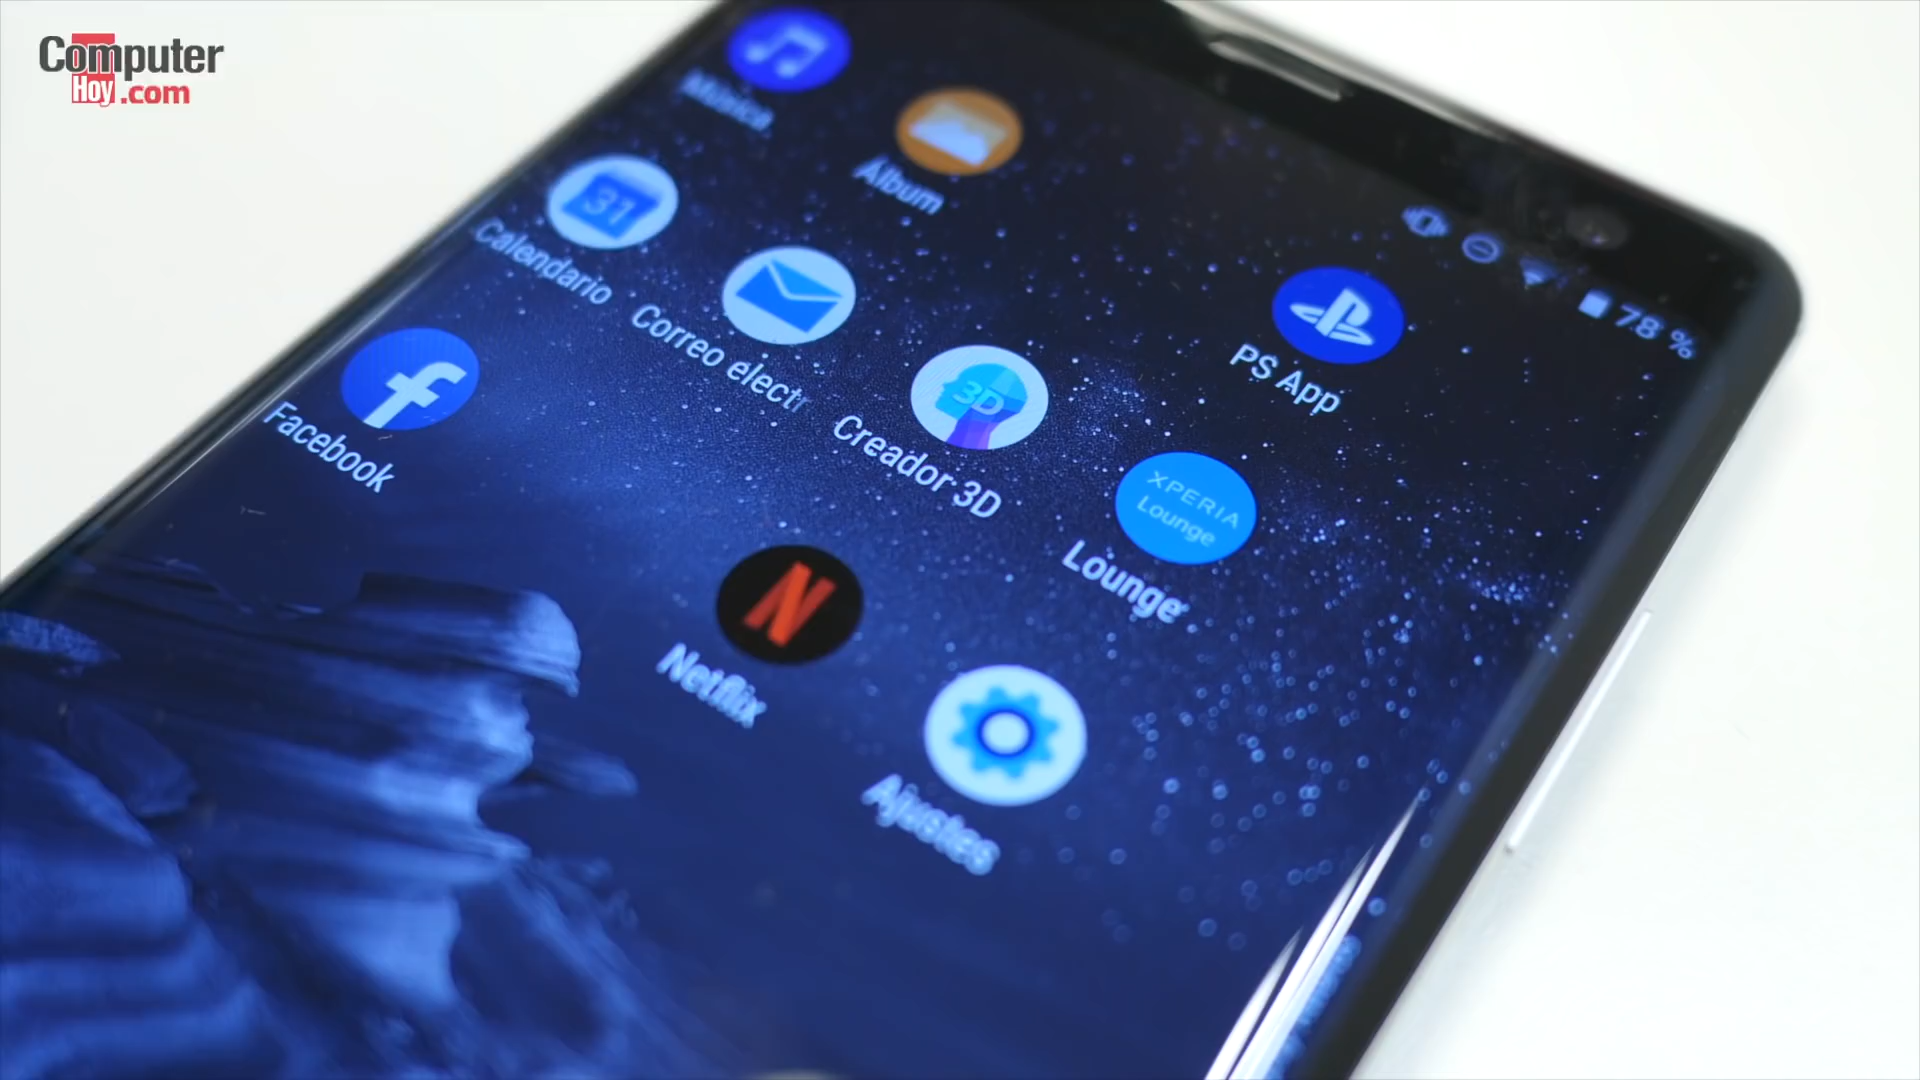 Computer
Hoy.com
Música
Álbum
31
Calendario
Correo electr
3D
Creador 3D
PS App
78 %
Facebook
XPERIA
Lounge
Lounge
N
Netflix
Ajustes